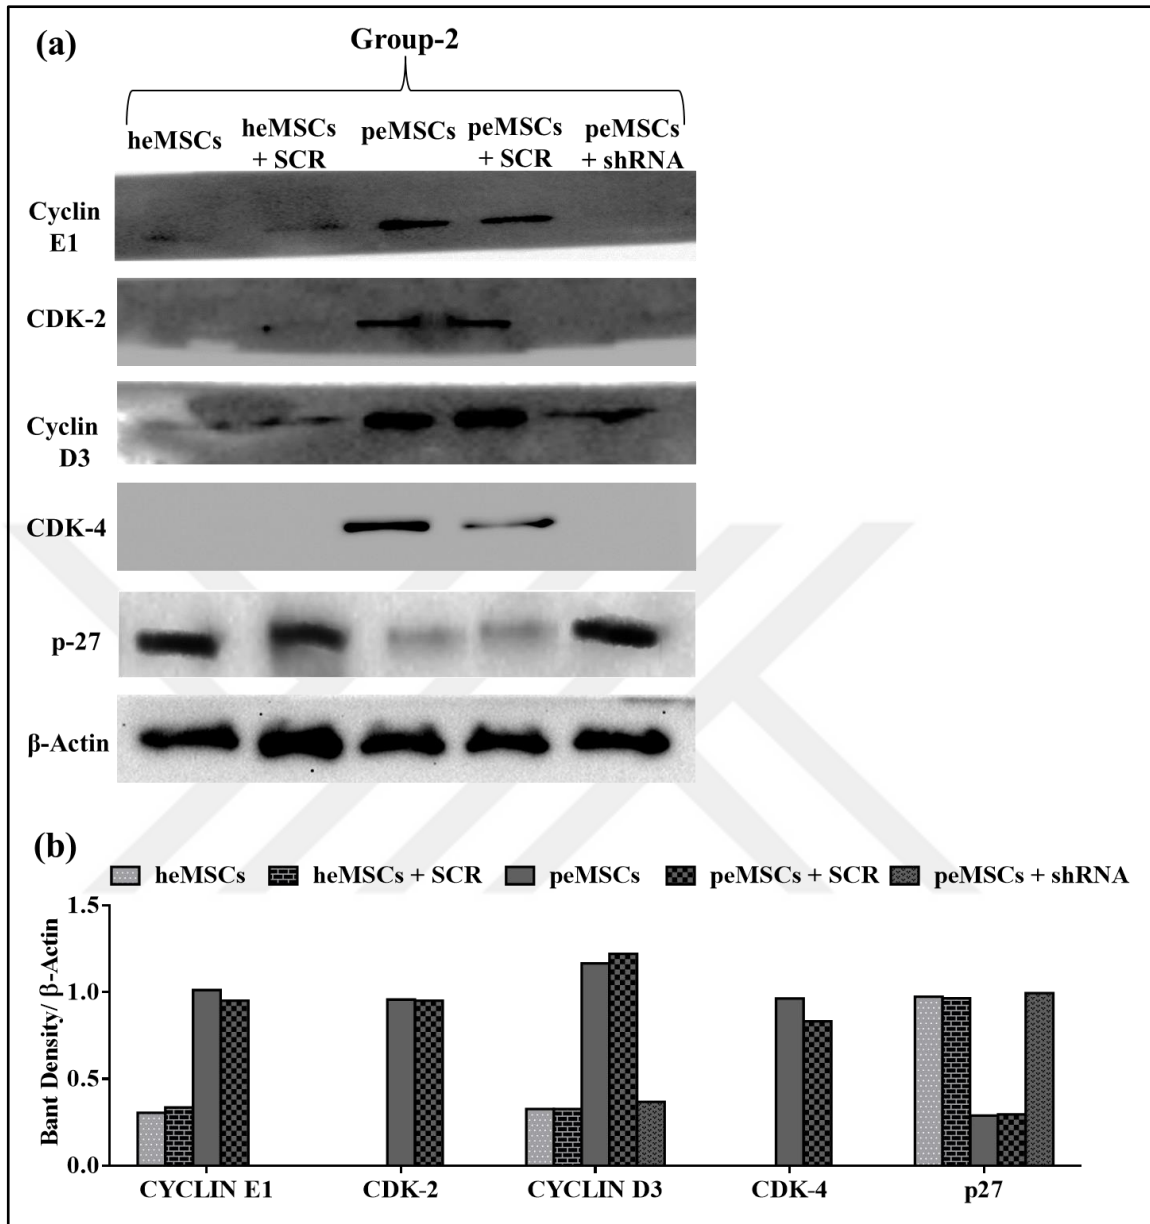 (a)
Group-2
heMSCs
heMSCs
+ SCR
peMSCs
peMSCs
+ SCR
peMSCs
+ shRNA
Cyclin
E1
CDK-2
Cyclin
D3
CDK-4
p-27
β-Actin
(b)
heMSCs heMSCs + SCR peMSCs peMSCs + SCR peMSCs + shRNA
Bant Density/ β-Actin
1.5
1.0
0.5
0.0
CYCLIN E1 CDK-2 CYCLIN D3 CDK-4 p27